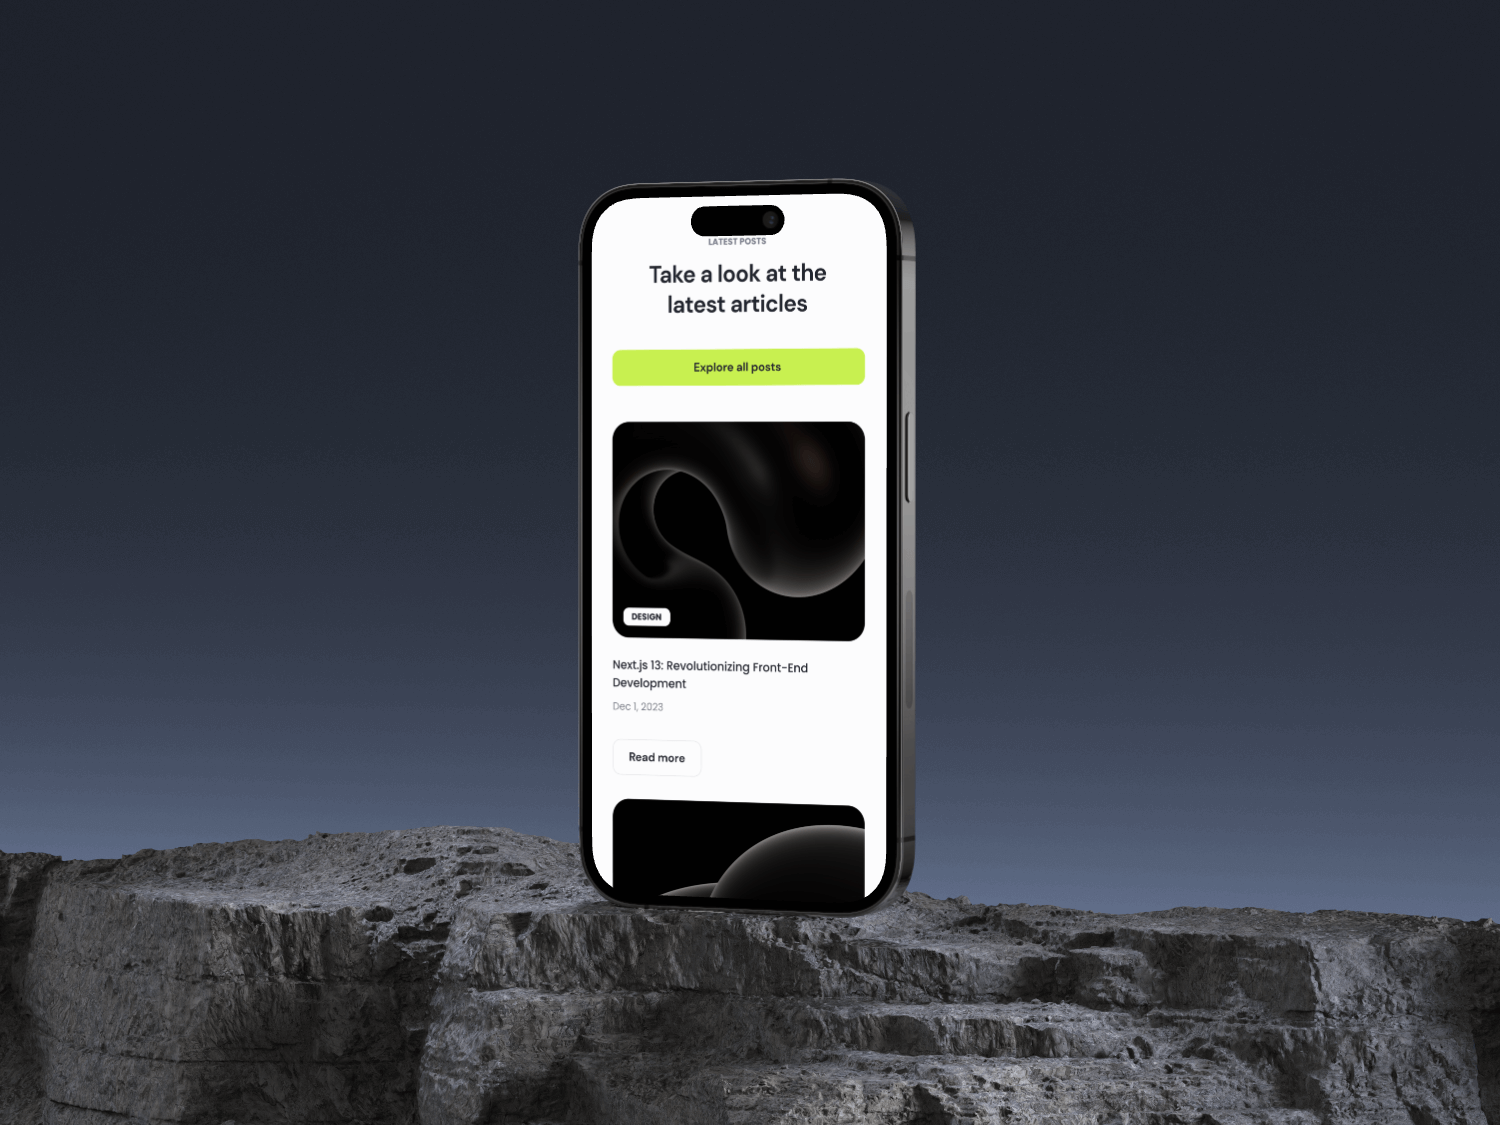 LATEST POSTS
Take a look at the
latest articles
Explore all posts
DESIGN
Next.js 13: Revolutionizing Front-End
Development
Dec 1, 2023
Read more